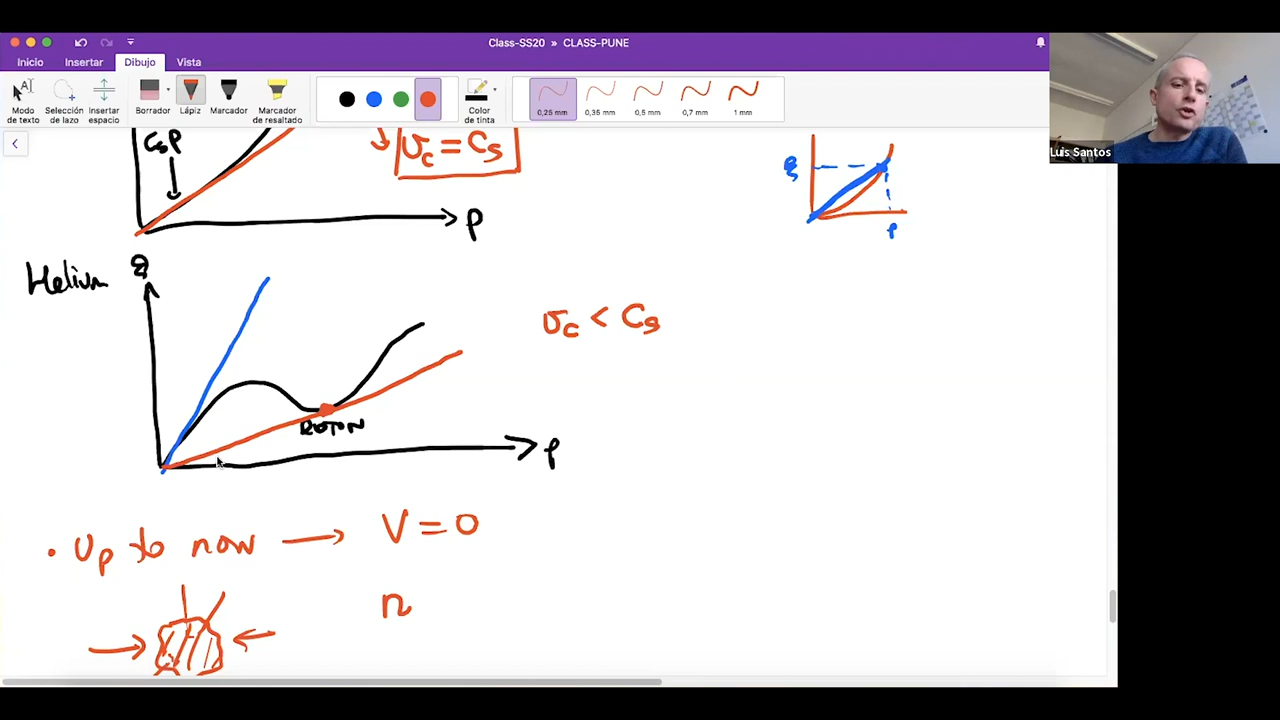 Class-SS20 » CLASS-PUNE
Inicio Insertar Dibujo Vista
Modo de texto
Selección de lazo
Insertar espacio
Borrador
Lápiz
Marcador
Marcador de resaltado
Color de tinta
0,25 mm
0,35 mm
0,5 mm
0,7 mm
1 mm
Luis Santos
CsP
υc = Cs
P
P
Helium
P
ROTON
υc < Cs
• Up to now → V = 0
n